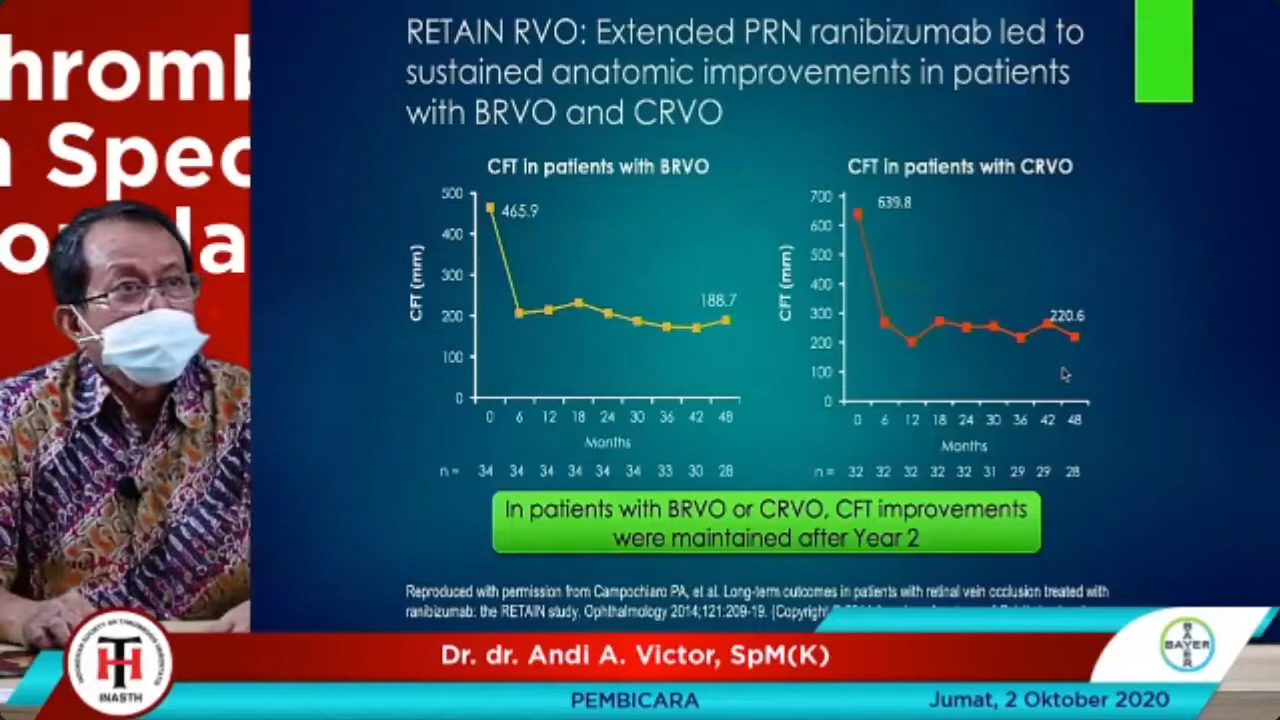 hromb
n Spec
o la
RETAIN RVO: Extended PRN ranibizumab led to
sustained anatomic improvements in patients
with BRVO and CRVO
CFT in patients with BRVO
CFT (mm)
500
400
300
200
100
0
465.9
188.7
0 6 12 18 24 30 36 42 48
Months
n = 34 34 34 34 34 34 33 30 28
CFT in patients with CRVO
CFT (mm)
700
600
500
400
300
200
100
0
639.8
220.6
0 6 12 18 24 30 36 42 48
Months
n = 32 32 32 32 32 31 29 29 28
In patients with BRVO or CRVO, CFT improvements
were maintained after Year 2
Reproduced with permission from Campochiaro PA, et al. Long-term outcomes in patients with retinal vein occlusion treated with
ranibizumab: the RETAIN study. Ophthalmology 2014;121:209-19. (Copyright
INASTH
Dr. dr. Andi A. Victor, SpM(K)
PEMBICARA
Jumat, 2 Oktober 2020
BAYER
BAYER